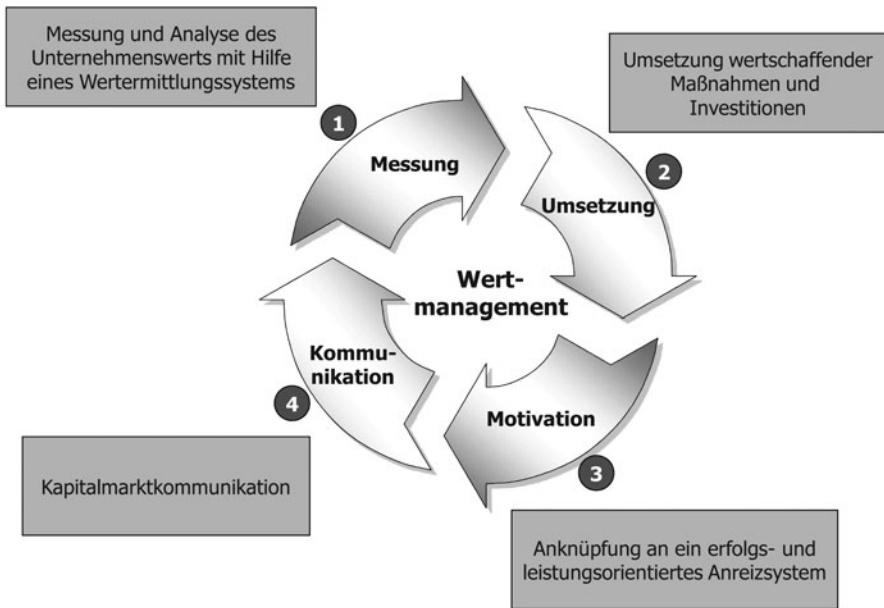 Messung und Analyse des
Unternehmenswerts mit Hilfe
eines Wertermittlungssystems
1
Messung
Umsetzung wertschaffender
Maßnahmen und
Investitionen
2
Umsetzung
Wert-
management
3
Motivation
Anknüpfung an ein erfolgs- und
leistungsorientiertes Anreizsystem
4
Kommu-
nikation
Kapitalmarktkommunikation